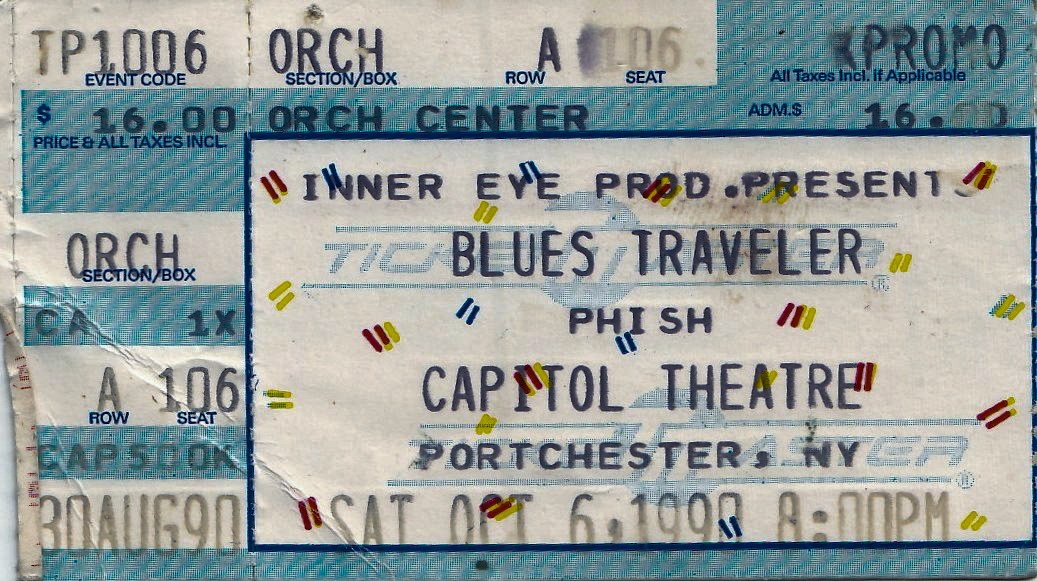 TP1006 ORCH A 106 XPROMO
EVENT CODE SECTION/BOX ROW SEAT All Taxes Incl. If Applicable
$ 16.00 ORCH CENTER ADM.$ 16.00
PRICE & ALL TAXES INCL.
INNER EYE PROD.PRESENTS
TICKETMASTER
BLUES TRAVELER
ORCH
SECTION/BOX
CA 1X
PHISH
A 106
ROW SEAT
CAPITOL THEATRE
PORTCHESTER, NY
TICKETMASTER
30AUG90
SAT OCT 6,1990 8:00PM